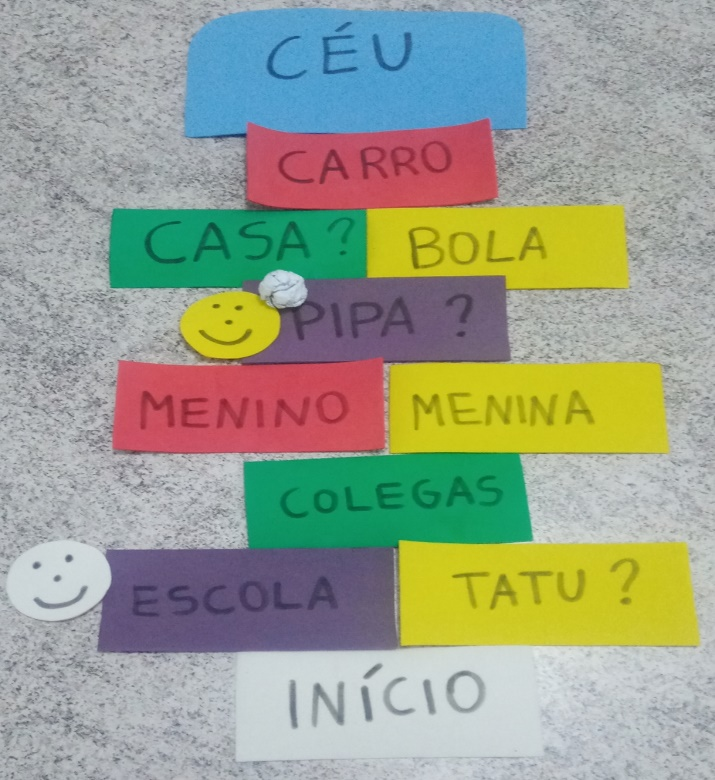 CÉU
CARRO
CASA ? BOLA
PIPA ?
MENINO MENINA
COLEGAS
ESCOLA TATU ?
INÍCIO